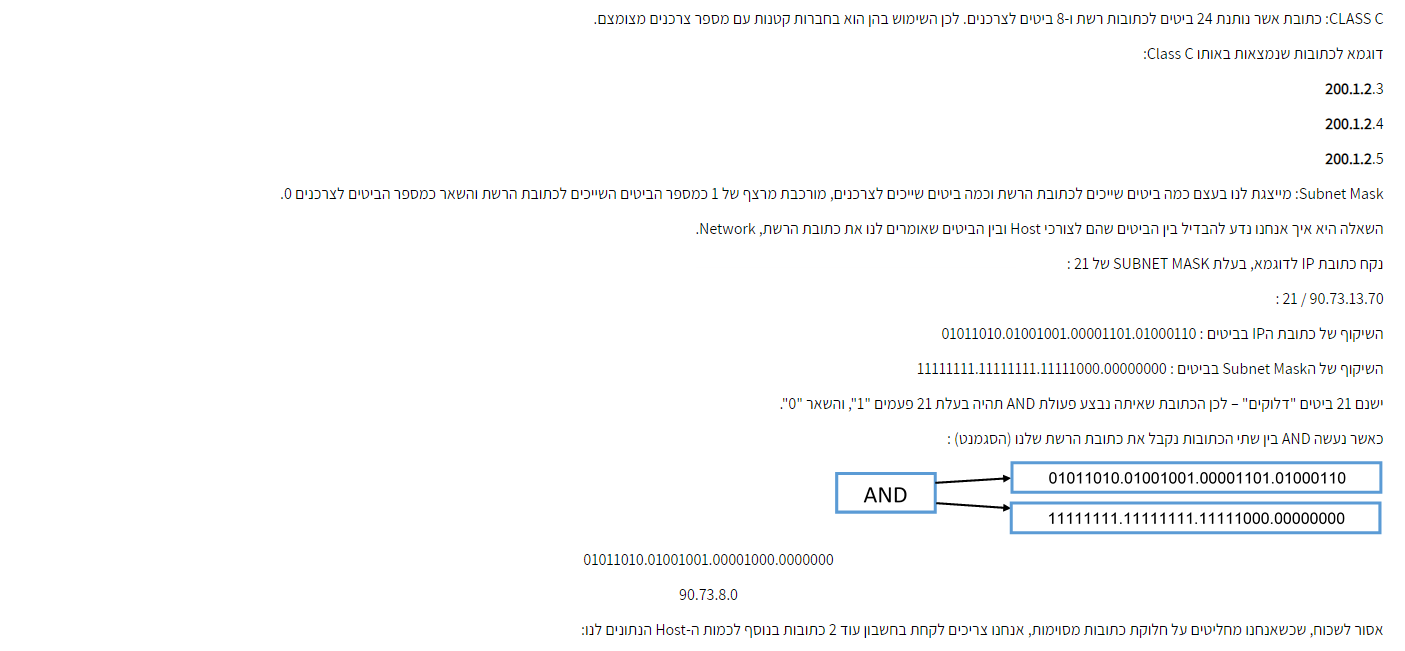 CLASS C: כתובת אשר נותנת 24 ביטים לכתובות רשת ו-8 ביטים לצרכנים. לכן השימוש בהן הוא בחברות קטנות עם מספר צרכנים מצומצם.
דוגמא לכתובות שנמצאות באותו Class C:
200.1.2.3
200.1.2.4
200.1.2.5
Subnet Mask: מייצגת לנו בעצם כמה ביטים שייכים לכתובת הרשת וכמה ביטים שייכים לצרכנים, מורכבת מרצף של 1 כמספר הביטים השייכים לכתובת הרשת והשאר כמספר הביטים לצרכנים 0.
השאלה היא איך אנחנו נדע להבדיל בין הביטים שהם לצורכי Host ובין הביטים שאומרים לנו את כתובת הרשת, Network.
נקח כתובת IP לדוגמא, בעלת SUBNET MASK של 21 :
90.73.13.70 / 21 :
השיקוף של כתובת הIP בביטים : 01011010.01001001.00001101.01000110
השיקוף של הSubnet Mask בביטים : 11111111.11111111.11111000.00000000
ישנם 21 ביטים "דלוקים" – לכן הכתובת שאיתה נבצע פעולת AND תהיה בעלת 21 פעמים "1", והשאר "0".
כאשר נעשה AND בין שתי הכתובות נקבל את כתובת הרשת שלנו (הסגמנט) :
01011010.01001001.00001101.01000110
AND
11111111.11111111.11111000.00000000
01011010.01001001.00001000.0000000
90.73.8.0
אסור לשכוח, שכשאנחנו מחליטים על חלוקת כתובות מסוימות, אנחנו צריכים לקחת בחשבון עוד 2 כתובות בנוסף לכמות ה-Host הנתונים לנו: